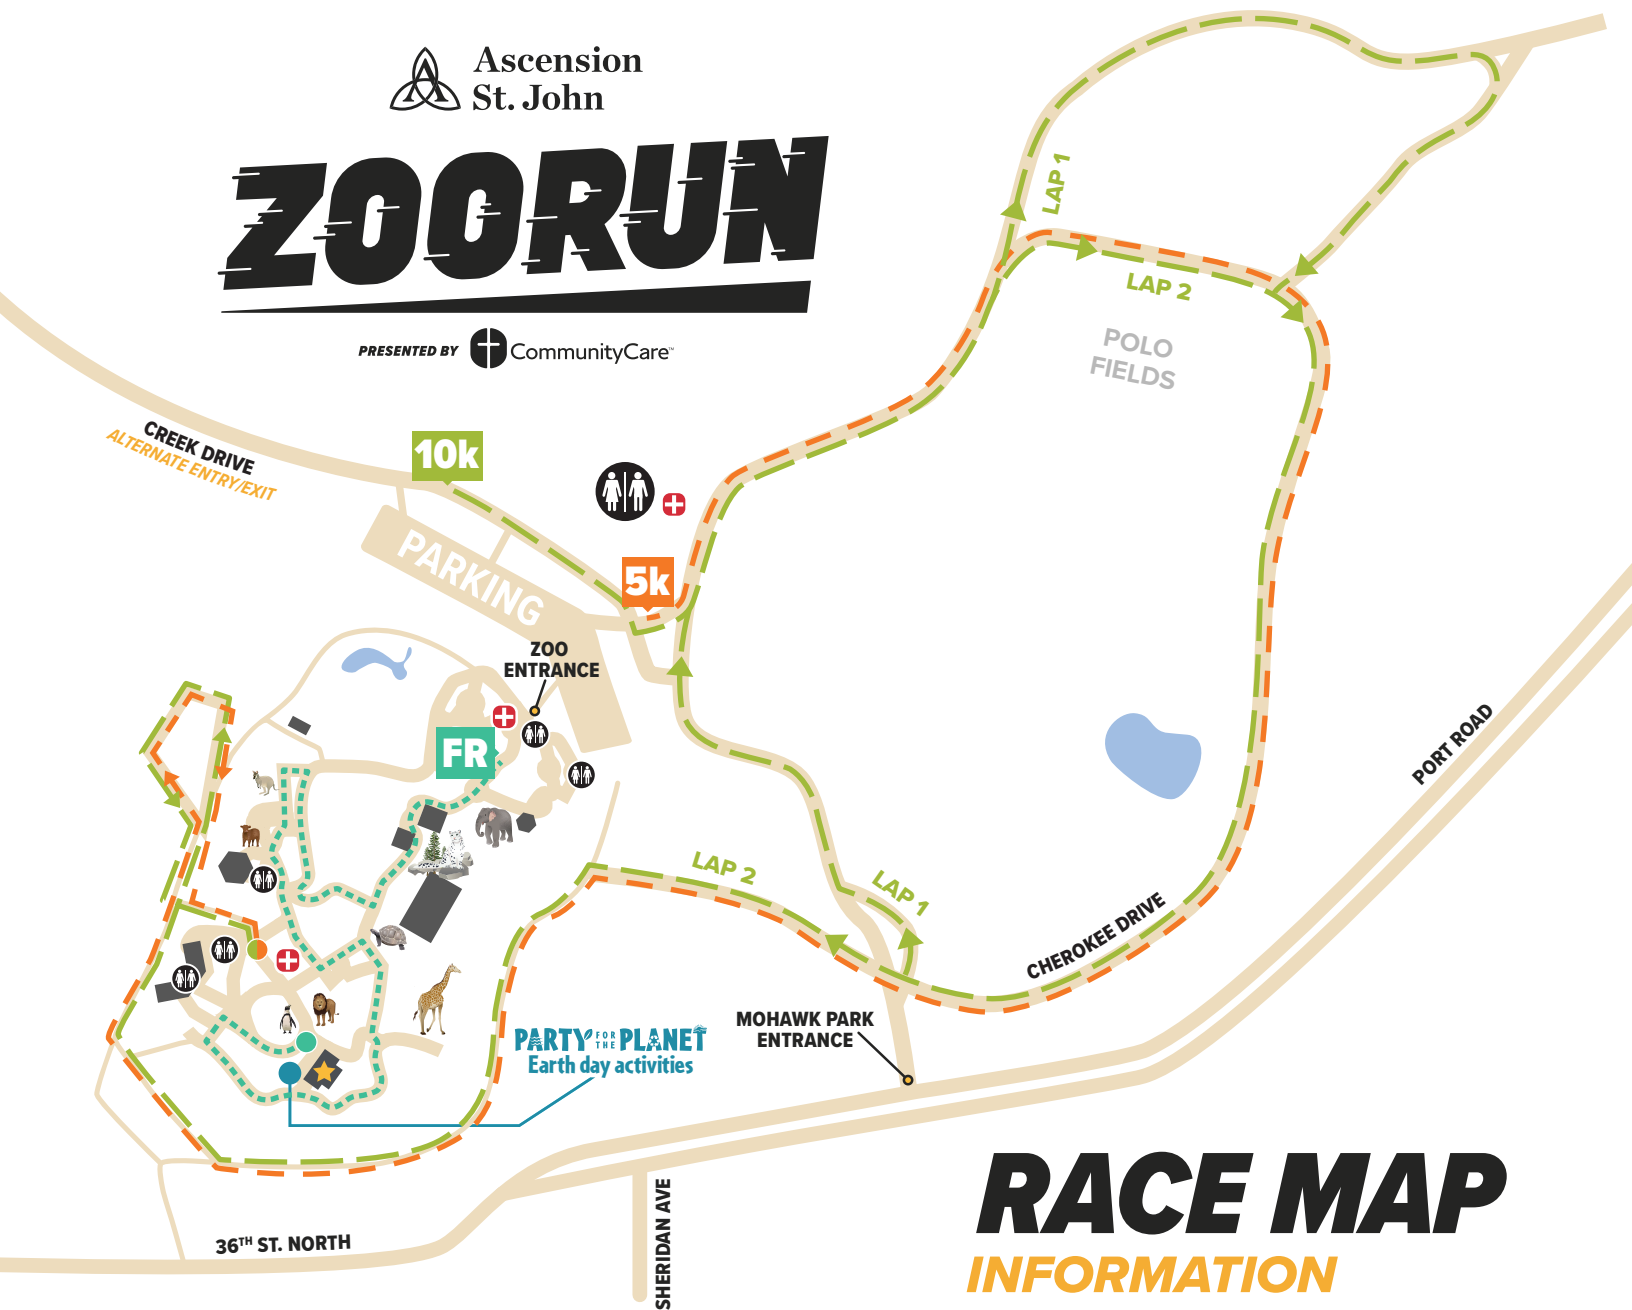 Ascension
St. John
ZOORUN
PRESENTED BY CommunityCare™
LAP 1
LAP 2
POLO
FIELDS
CREEK DRIVE
ALTERNATE ENTRY/EXIT
10k
PARKING
5k
ZOO
ENTRANCE
FR
PORT ROAD
LAP 2
LAP 1
CHEROKEE DRIVE
MOHAWK PARK
ENTRANCE
PARTY FOR THE PLANET
Earth day activities
36TH ST. NORTH
SHERIDAN AVE
RACE MAP
INFORMATION